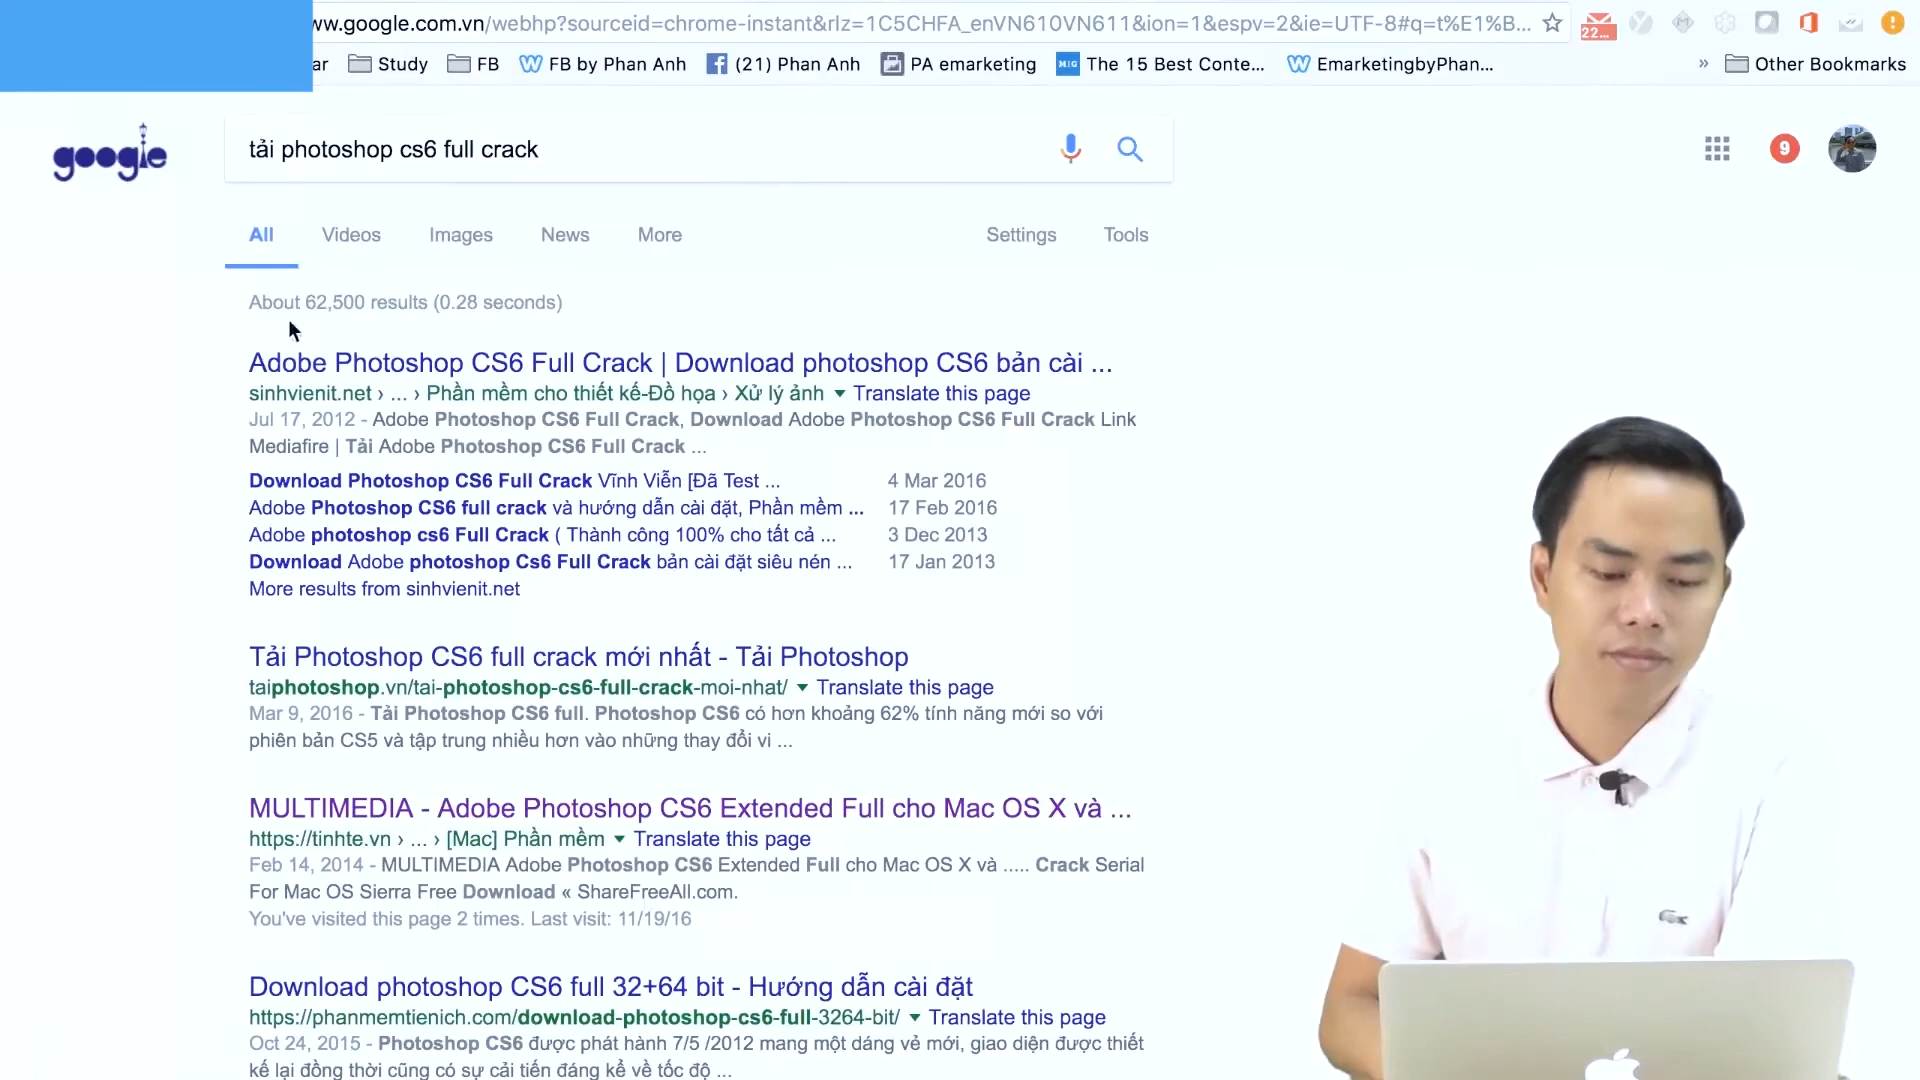 ww.google.com.vn/webhp?sourceid=chrome-instant&rlz=1C5CHFA_enVN610VN611&ion=1&espv=2&ie=UTF-8#q=t%E1%B...
22...
ar Study FB FB by Phan Anh (21) Phan Anh PA emarketing The 15 Best Conte... EmarketingbyPhan... » Other Bookmarks
google tải photoshop cs6 full crack 9
All Videos Images News More Settings Tools
About 62,500 results (0.28 seconds)
Adobe Photoshop CS6 Full Crack | Download photoshop CS6 bản cài ...
sinhvienit.net › ... › Phần mềm cho thiết kế-Đồ họa › Xử lý ảnh ▾ Translate this page
Jul 17, 2012 - Adobe Photoshop CS6 Full Crack, Download Adobe Photoshop CS6 Full Crack Link
Mediafire | Tải Adobe Photoshop CS6 Full Crack ...
Download Photoshop CS6 Full Crack Vĩnh Viễn [Đã Test ... 4 Mar 2016
Adobe Photoshop CS6 full crack và hướng dẫn cài đặt, Phần mềm ... 17 Feb 2016
Adobe photoshop cs6 Full Crack ( Thành công 100% cho tất cả ... 3 Dec 2013
Download Adobe photoshop Cs6 Full Crack bản cài đặt siêu nén ... 17 Jan 2013
More results from sinhvienit.net
Tải Photoshop CS6 full crack mới nhất - Tải Photoshop
taiphotoshop.vn/tai-photoshop-cs6-full-crack-moi-nhat/ ▾ Translate this page
Mar 9, 2016 - Tải Photoshop CS6 full. Photoshop CS6 có hơn khoảng 62% tính năng mới so với
phiên bản CS5 và tập trung nhiều hơn vào những thay đổi vi ...
MULTIMEDIA - Adobe Photoshop CS6 Extended Full cho Mac OS X và ...
https://tinhte.vn › ... › [Mac] Phần mềm ▾ Translate this page
Feb 14, 2014 - MULTIMEDIA Adobe Photoshop CS6 Extended Full cho Mac OS X và ..... Crack Serial
For Mac OS Sierra Free Download « ShareFreeAll.com.
You've visited this page 2 times. Last visit: 11/19/16
Download photoshop CS6 full 32+64 bit - Hướng dẫn cài đặt
https://phanmemtienich.com/download-photoshop-cs6-full-3264-bit/ ▾ Translate this page
Oct 24, 2015 - Photoshop CS6 được phát hành 7/5 /2012 mang một dáng vẻ mới, giao diện được thiết
kế lại đồng thời cũng có sự cải tiến đáng kể về tốc độ ...